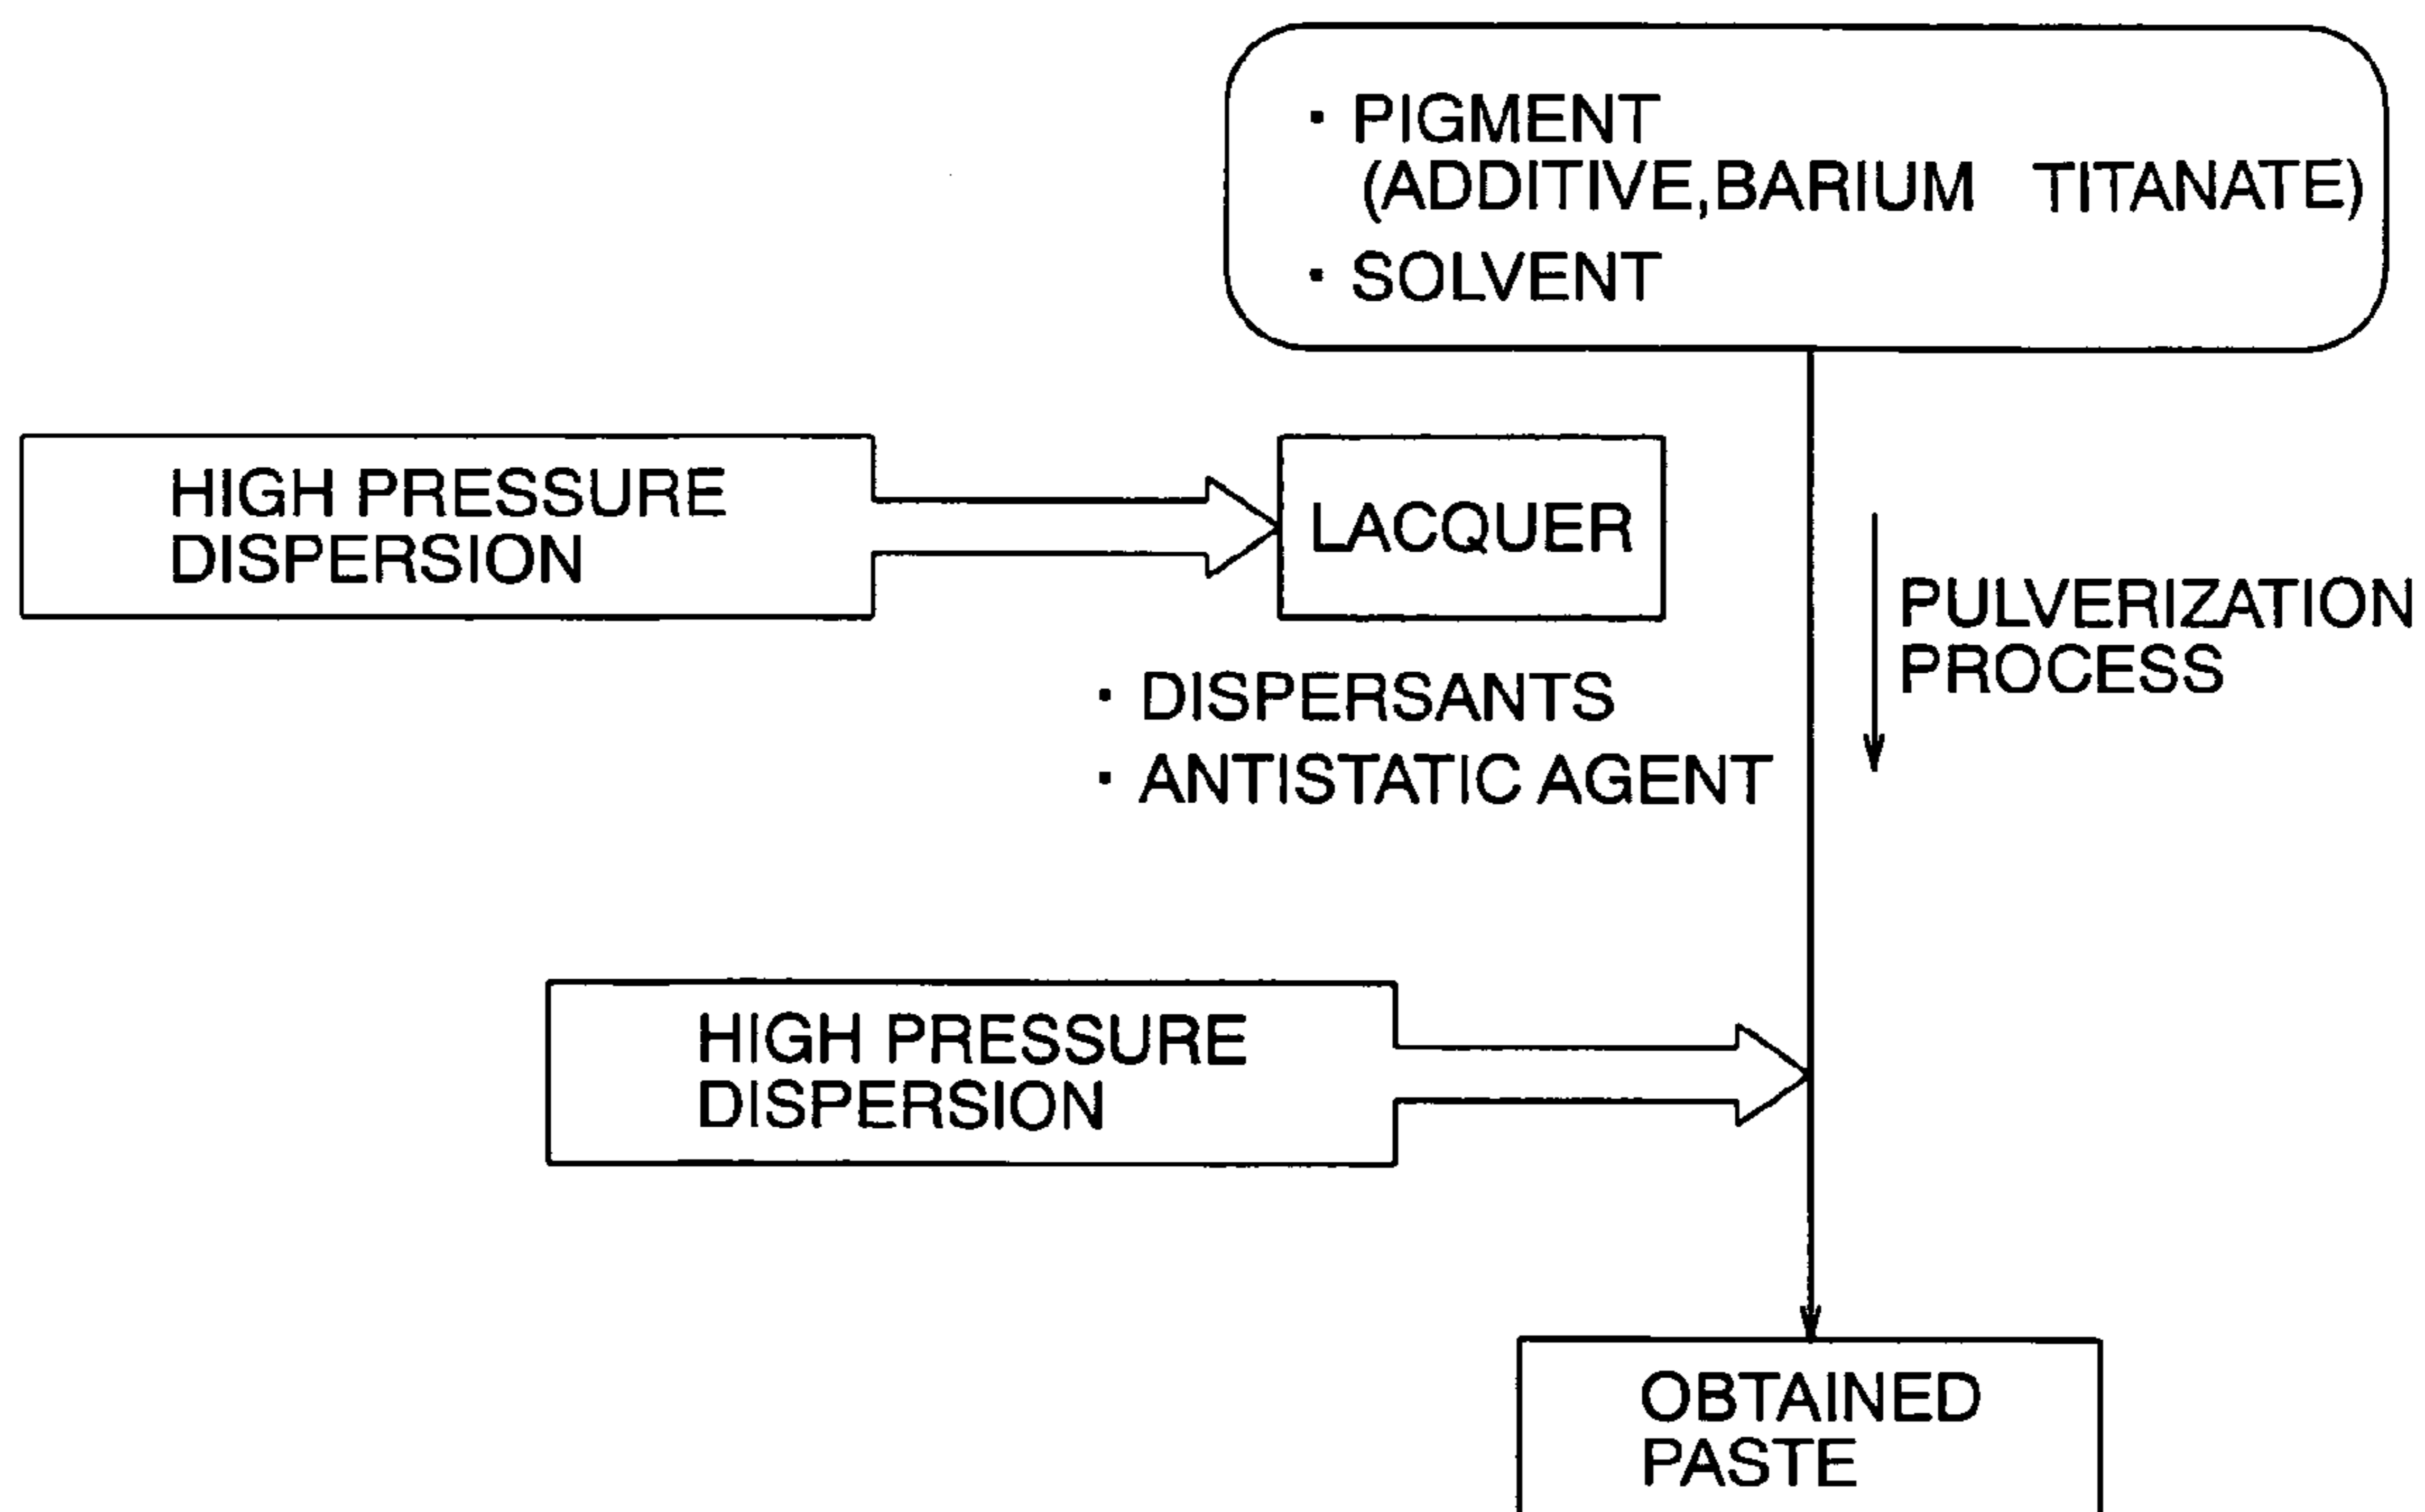 · PIGMENT
(ADDITIVE,BARIUM TITANATE)
· SOLVENT
HIGH PRESSURE
DISPERSION
LACQUER
PULVERIZATION
PROCESS
· DISPERSANTS
· ANTISTATIC AGENT
HIGH PRESSURE
DISPERSION
OBTAINED
PASTE